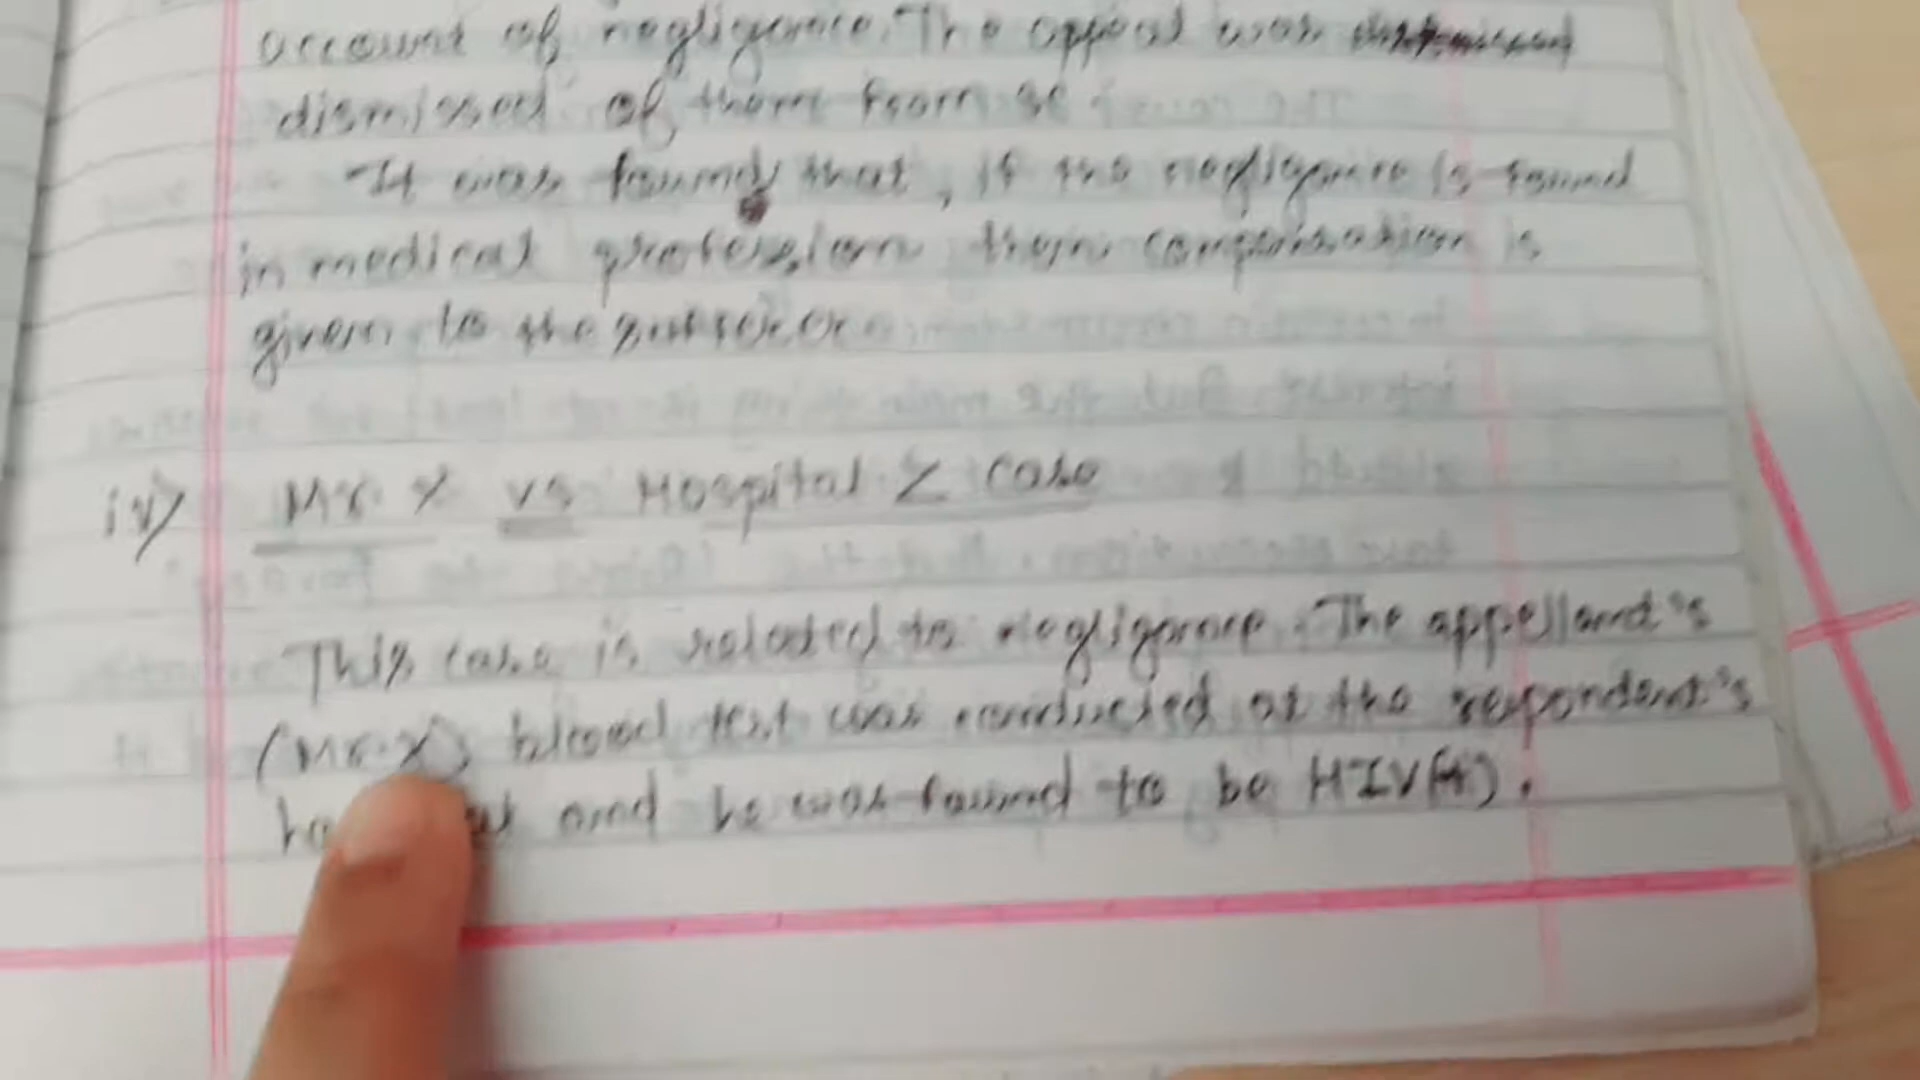 account of negligence. The appeal was
dismissed of them from SC
It was found that, if the negligence is found
in medical profession then compensation is
given to the sufferer
iv) Mr. X vs Hospital Z case
This case is related to negligence. The appellant's
(Mr. X) blood test was conducted at the respondent's
and he was found to be HIV(+).